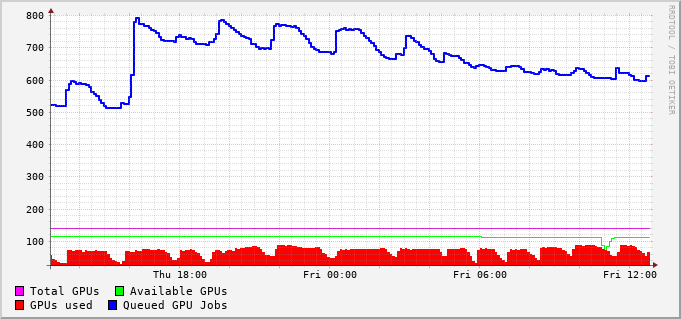 800
700
600
500
400
300
200
100
Thu 18:00 Fri 00:00 Fri 06:00 Fri 12:00
Total GPUs Available GPUs
GPUs used Queued GPU Jobs
RRDTOOL / TOBI OETIKER